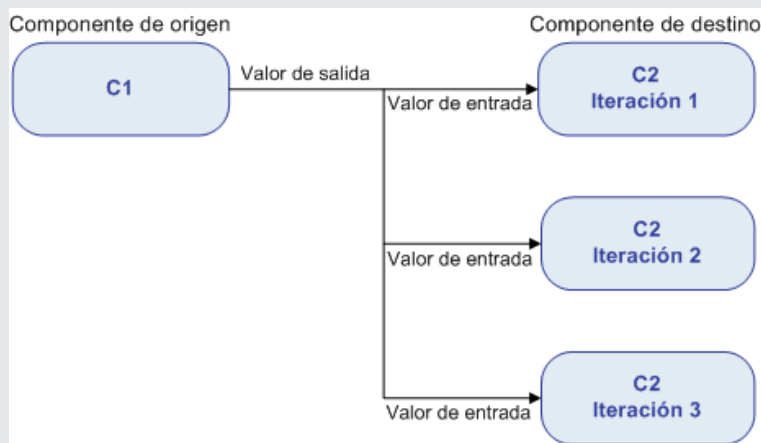 Componente de origen
Componente de destino
C1
Valor de salida
Valor de entrada
C2
Iteración 1
Valor de entrada
C2
Iteración 2
Valor de entrada
C2
Iteración 3